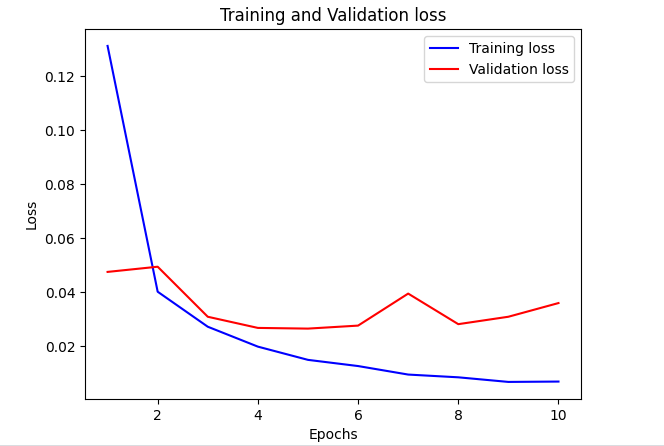 Training and Validation loss
Training loss
Validation loss
0.12
0.10
0.08
0.06
0.04
0.02
Loss
2 4 6 8 10
Epochs